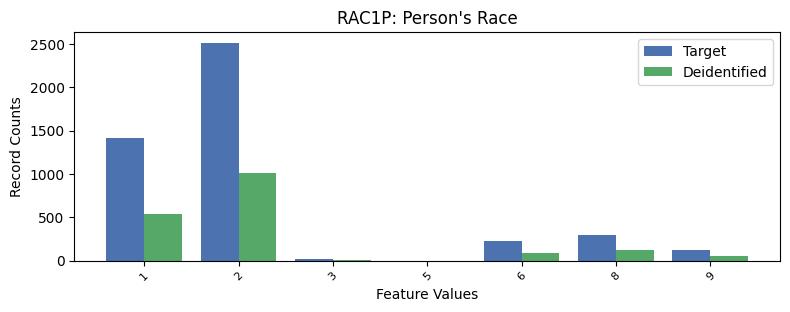 RAC1P: Person's Race
Target
Deidentified
Record Counts
2500
2000
1500
1000
500
0
1 2 3 5 6 8 9
Feature Values